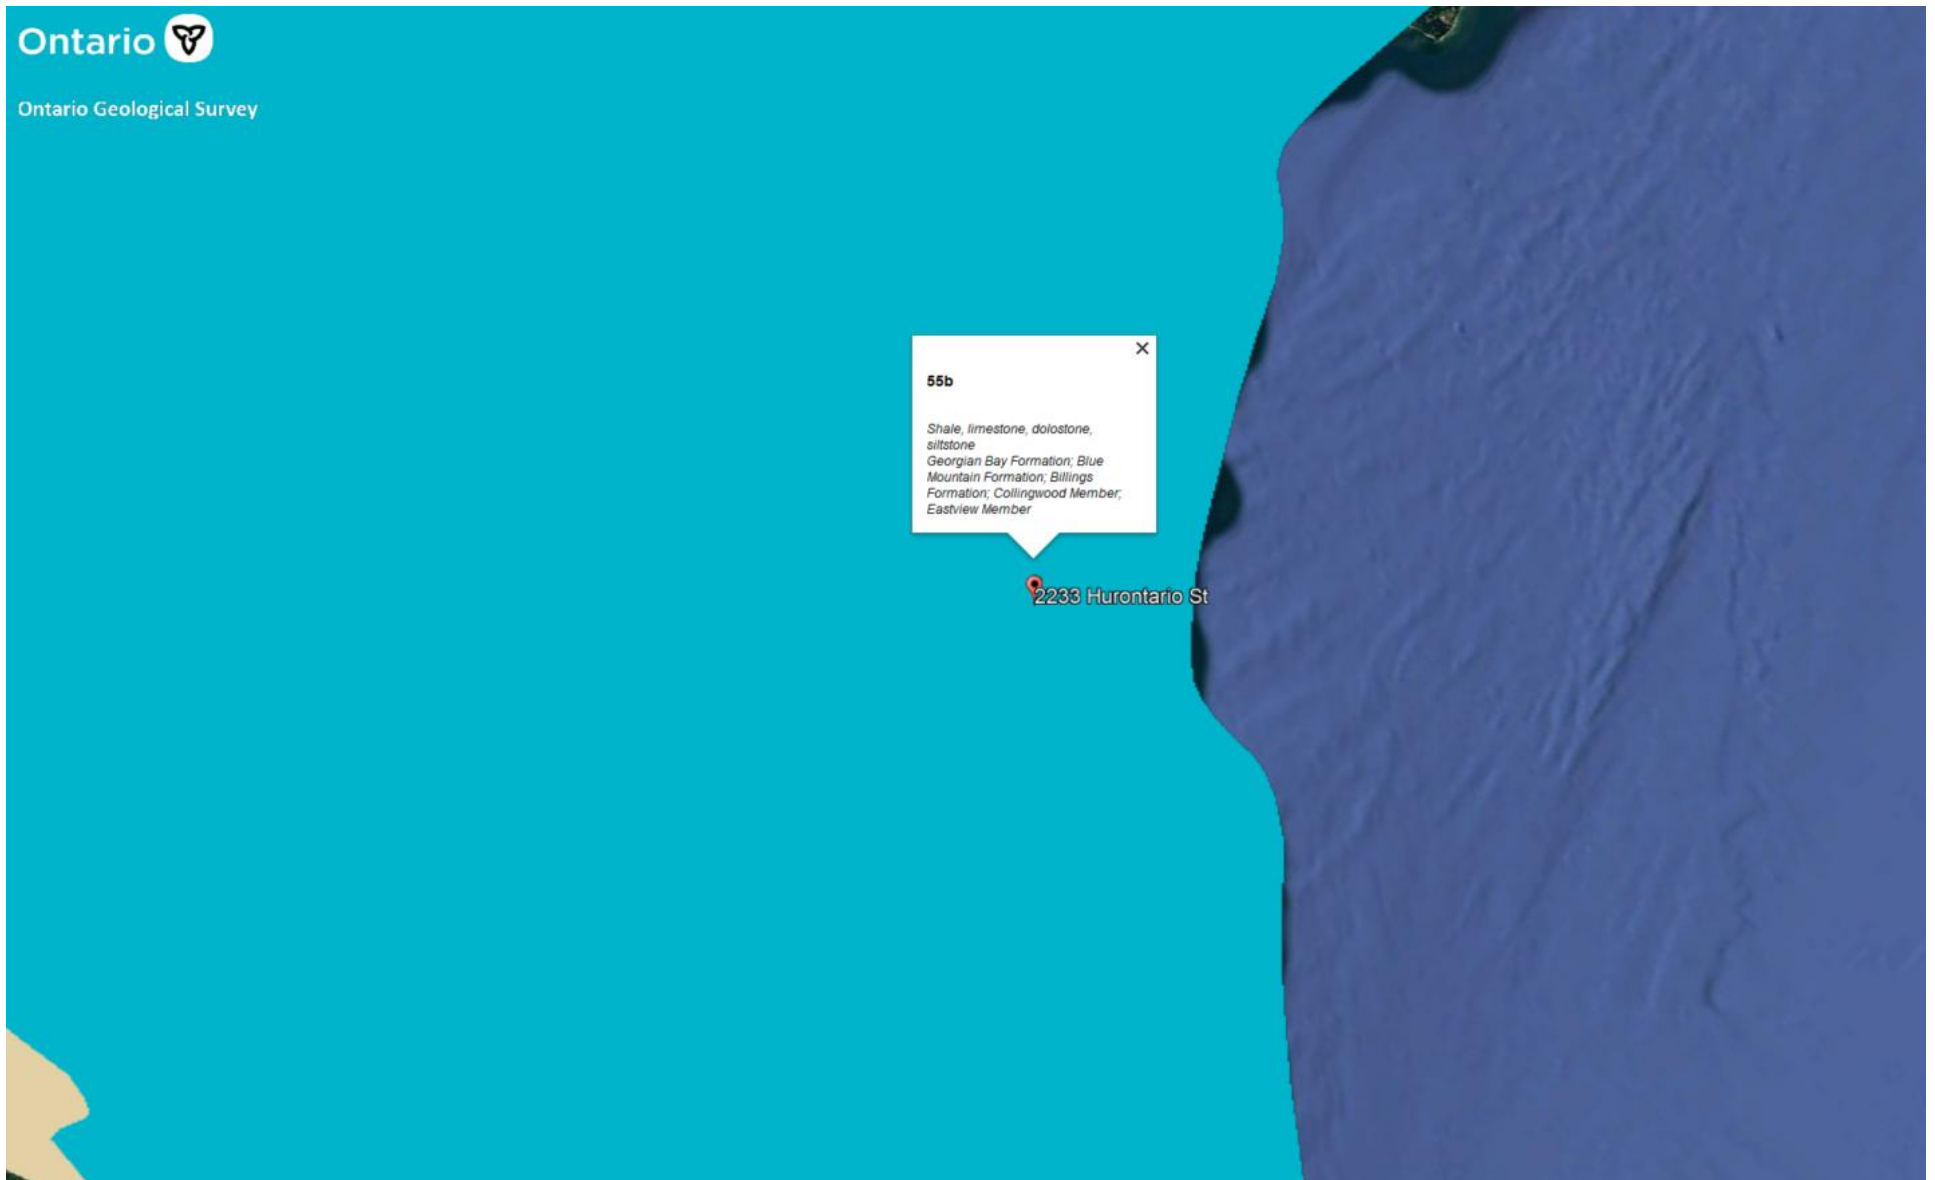 Ontario
Ontario Geological Survey
55b
Shale, limestone, dolostone,
siltstone
Georgian Bay Formation; Blue
Mountain Formation; Billings
Formation; Collingwood Member;
Eastview Member
2233 Hurontario St